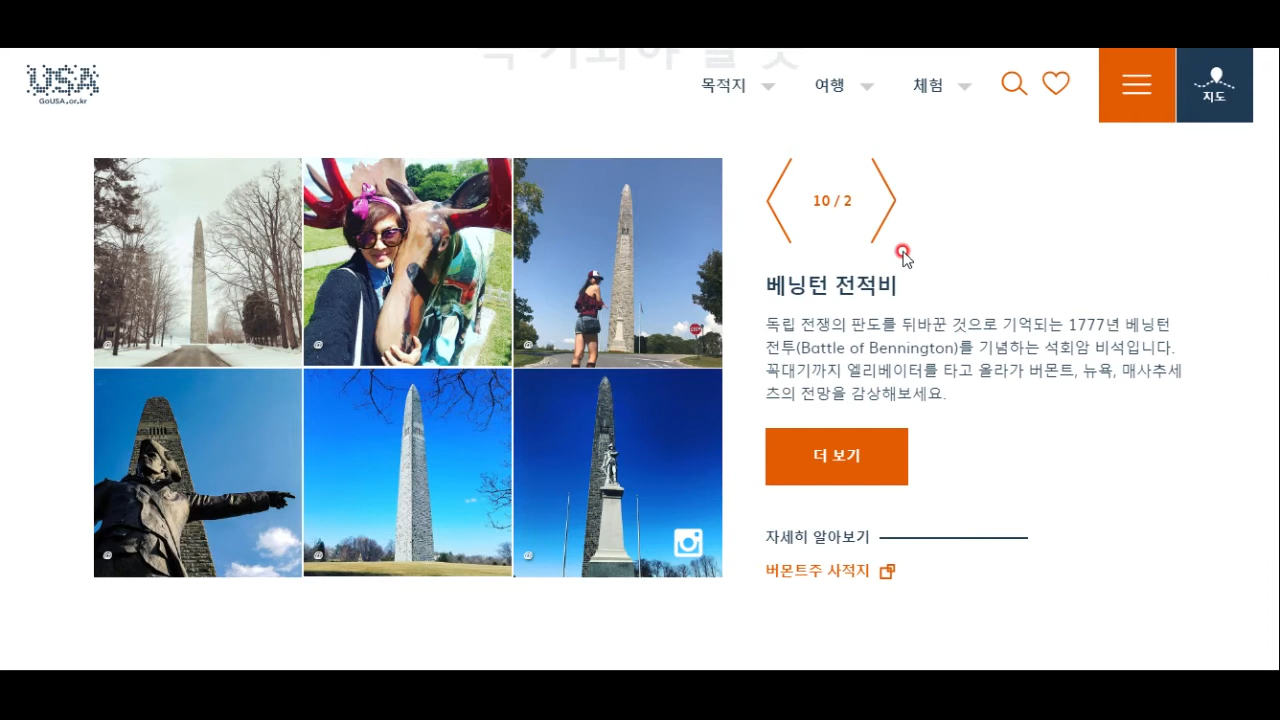 USA
GoUSA.or.kr
목적지
여행
체험
지도
10 / 2
베닝턴 전적비
독립 전쟁의 판도를 뒤바꾼 것으로 기억되는 1777년 베닝턴
전투(Battle of Bennington)를 기념하는 석회암 비석입니다.
꼭대기까지 엘리베이터를 타고 올라가 버몬트, 뉴욕, 매사추세
츠의 전망을 감상해보세요.
더 보기
자세히 알아보기
버몬트주 사적지
@
@
@
@
@
@